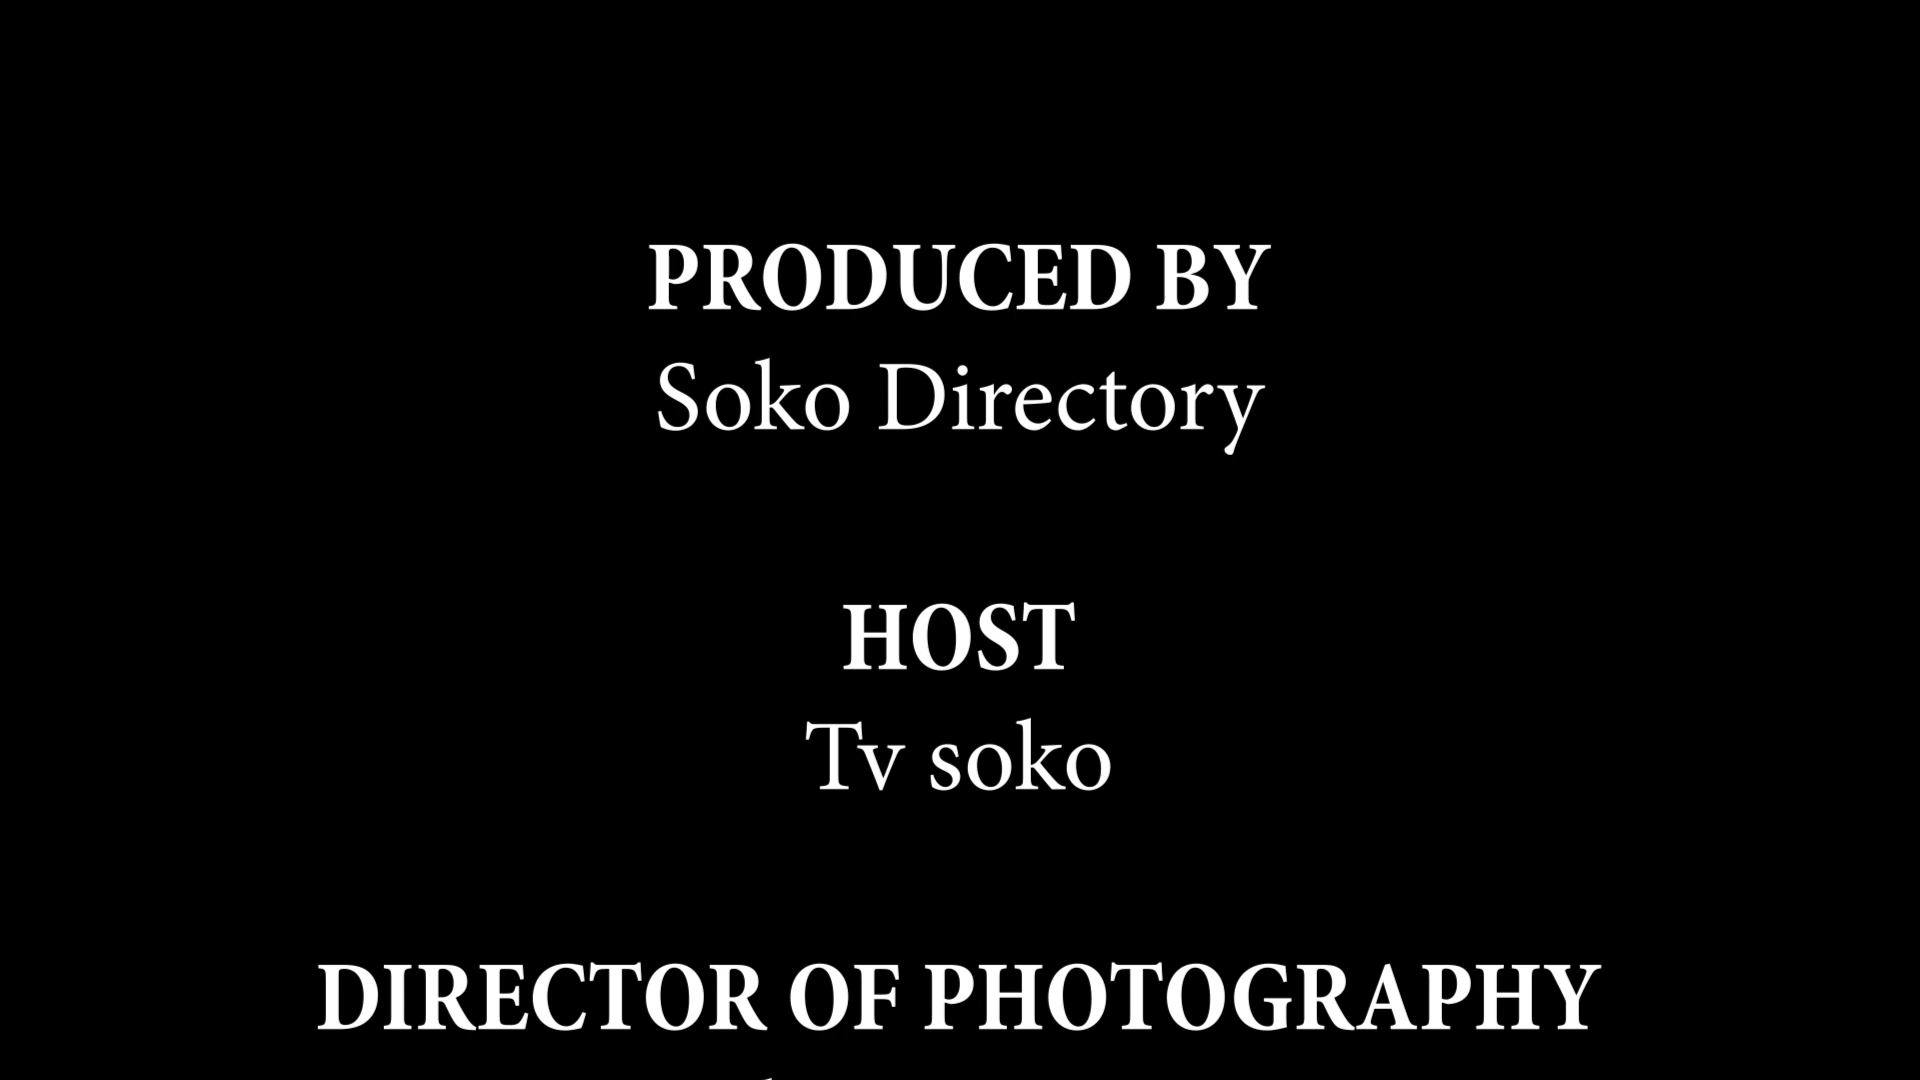 PRODUCED BY
Soko Directory
HOST
Tv soko
DIRECTOR OF PHOTOGRAPHY